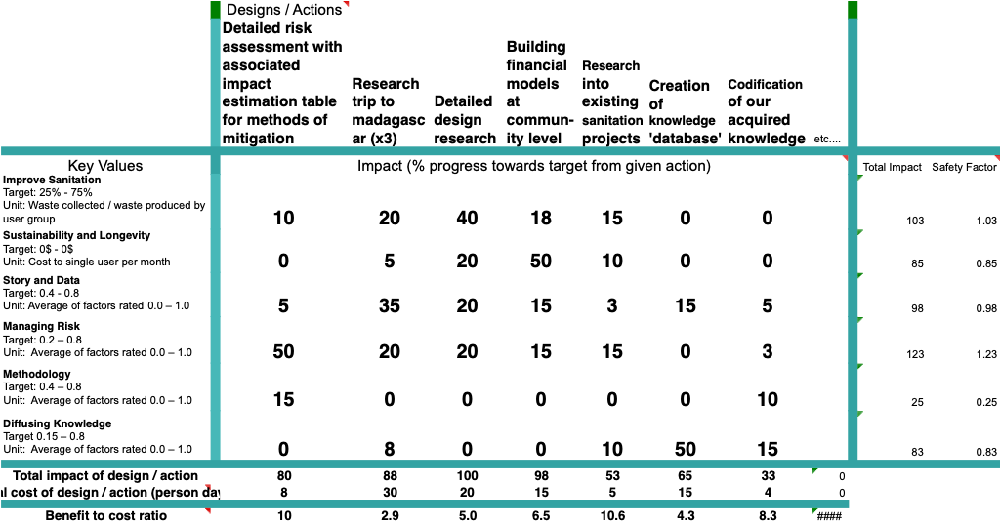 Designs / Actions
Detailed risk
assessment with
associated
impact
estimation table
for methods of
mitigation
Research
trip to
madagasc
ar (x3)
Detailed
design
research
Building
financial
models
at
commun-
ity level
Research
into
existing
sanitation
projects
Creation
of
knowledge
'database'
Codification
of our
acquired
knowledge
etc....
Key Values
Impact (% progress towards target from given action)
Total Impact Safety Factor
Improve Sanitation
Target: 25% - 75%
Unit: Waste collected / waste produced by
user group
10 20 40 18 15 0 0 103 1.03
Sustainability and Longevity
Target: 0$ - 0$
Unit: Cost to single user per month
0 5 20 50 10 0 0 85 0.85
Story and Data
Target: 0.4 - 0.8
Unit: Average of factors rated 0.0 – 1.0
5 35 20 15 3 15 5 98 0.98
Managing Risk
Target: 0.2 – 0.8
Unit: Average of factors rated 0.0 – 1.0
50 20 20 15 15 0 3 123 1.23
Methodology
Target: 0.4 – 0.8
Unit: Average of factors rated 0.0 – 1.0
15 0 0 0 0 0 10 25 0.25
Diffusing Knowledge
Target 0.15 – 0.8
Unit: Average of factors rated 0.0 – 1.0
0 8 0 0 10 50 15 83 0.83
Total impact of design / action 80 88 100 98 53 65 33 0
l cost of design / action (person day 8 30 20 15 5 15 4 0
Benefit to cost ratio 10 2.9 5.0 6.5 10.6 4.3 8.3 ####